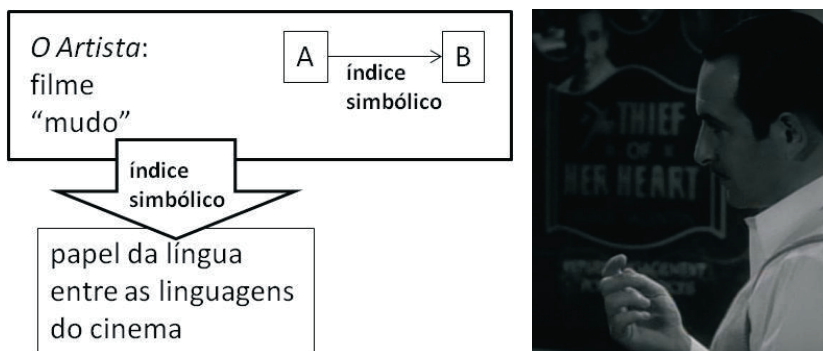 O Artista:
filme
“mudo”
A
B
índice
simbólico
índice
simbólico
papel da língua
entre as linguagens
do cinema
THIEF
OF
HER HEART